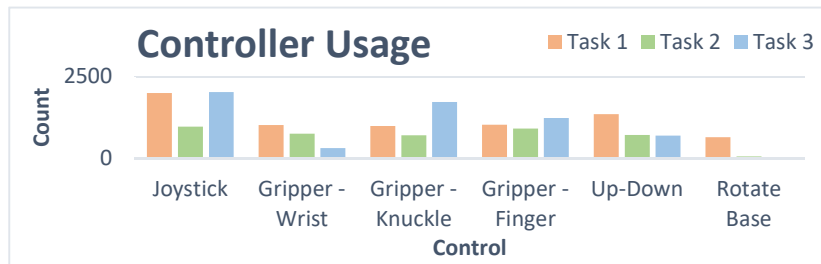 Controller Usage
Task 1 Task 2 Task 3
2500
0
Count
Joystick
Gripper - Wrist
Gripper - Knuckle
Gripper - Finger
Up-Down
Rotate Base
Control